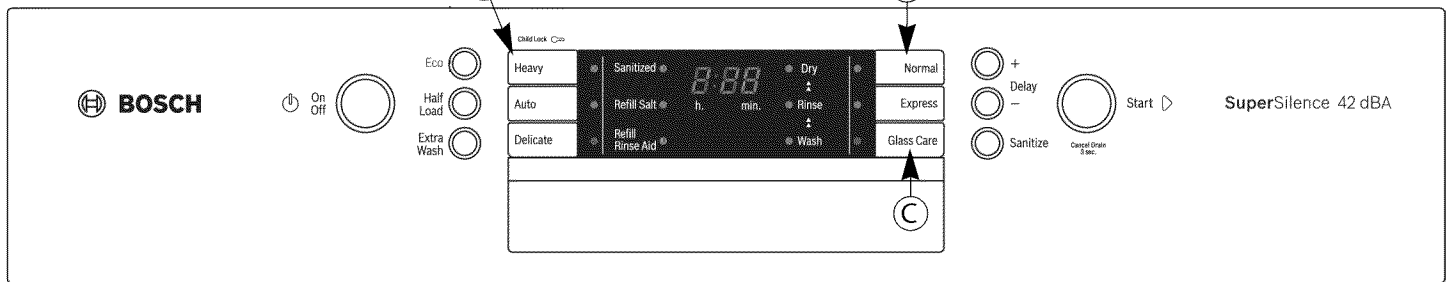 Child Lock
BOSCH
On
Off
Eco
Half
Load
Extra
Wash
Heavy
Auto
Delicate
Sanitized
Refill Salt
Refill
Rinse Aid
8:88
h. min.
Dry
Rinse
Wash
Normal
Express
Glass Care
+
Delay
−
Sanitize
Start
Cancel Drain
3 sec.
SuperSilence 42 dBA
C